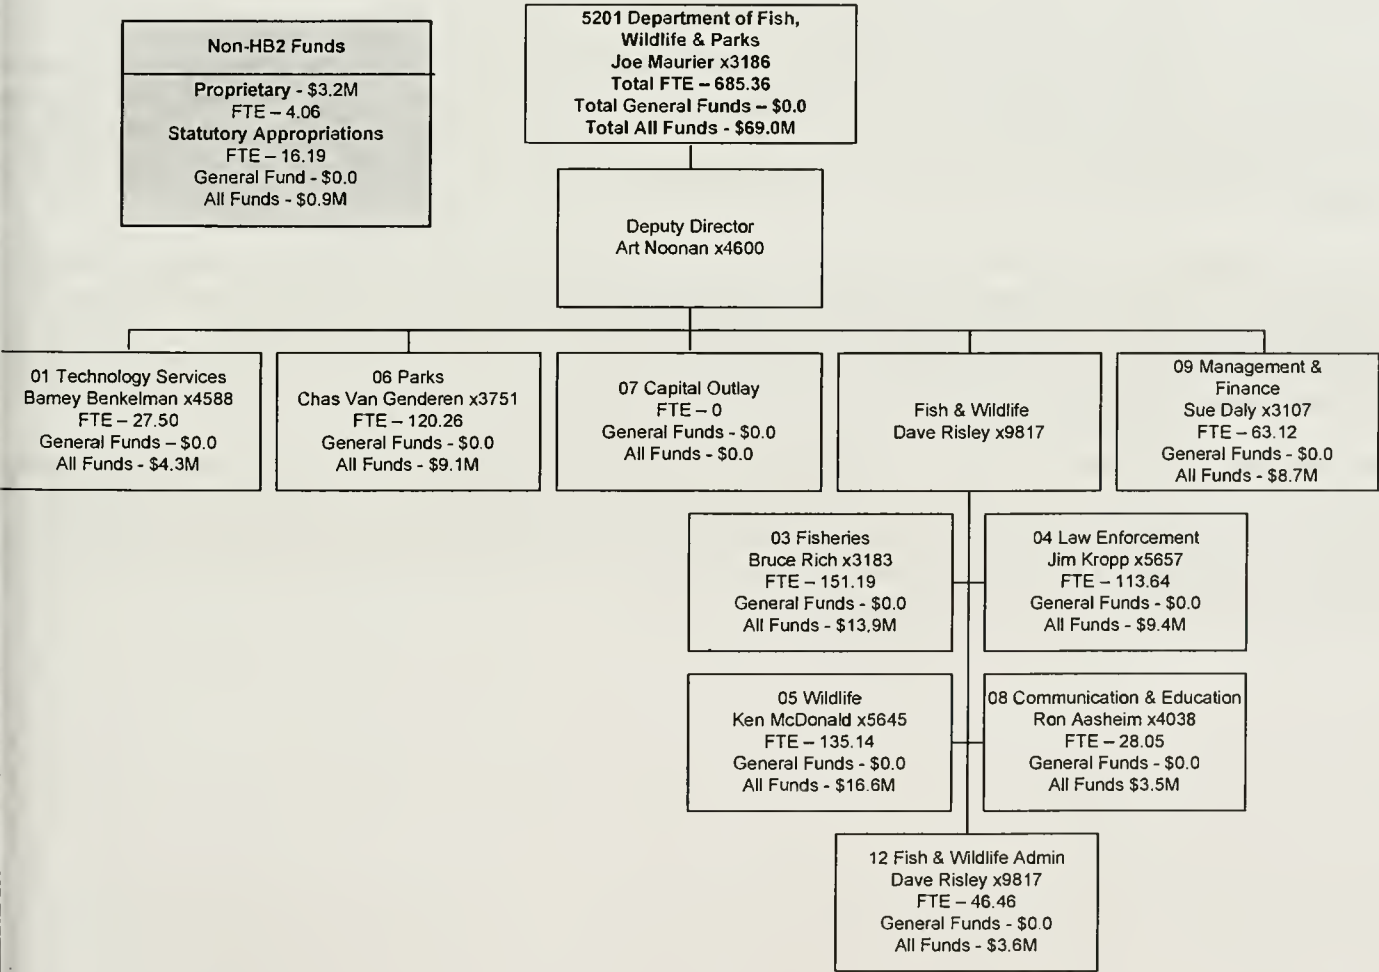 Non-HB2 Funds
Proprietary - $3.2M
FTE – 4.06
Statutory Appropriations
FTE – 16.19
General Fund - $0.0
All Funds - $0.9M
5201 Department of Fish,
Wildlife & Parks
Joe Maurier x3186
Total FTE – 685.36
Total General Funds – $0.0
Total All Funds - $69.0M
Deputy Director
Art Noonan x4600
01 Technology Services
Barney Benkelman x4588
FTE – 27.50
General Funds – $0.0
All Funds - $4.3M
06 Parks
Chas Van Genderen x3751
FTE – 120.26
General Funds - $0.0
All Funds - $9.1M
07 Capital Outlay
FTE – 0
General Funds - $0.0
All Funds - $0.0
Fish & Wildlife
Dave Risley x9817
09 Management &
Finance
Sue Daly x3107
FTE – 63.12
General Funds - $0.0
All Funds - $8.7M
03 Fisheries
Bruce Rich x3183
FTE – 151.19
General Funds - $0.0
All Funds - $13,9M
04 Law Enforcement
Jim Kropp x5657
FTE – 113.64
General Funds - $0.0
All Funds - $9.4M
05 Wildlife
Ken McDonald x5645
FTE – 135.14
General Funds - $0.0
All Funds - $16.6M
08 Communication & Education
Ron Aasheim x4038
FTE – 28.05
General Funds - $0.0
All Funds $3.5M
12 Fish & Wildlife Admin
Dave Risley x9817
FTE – 46.46
General Funds - $0.0
All Funds - $3.6M